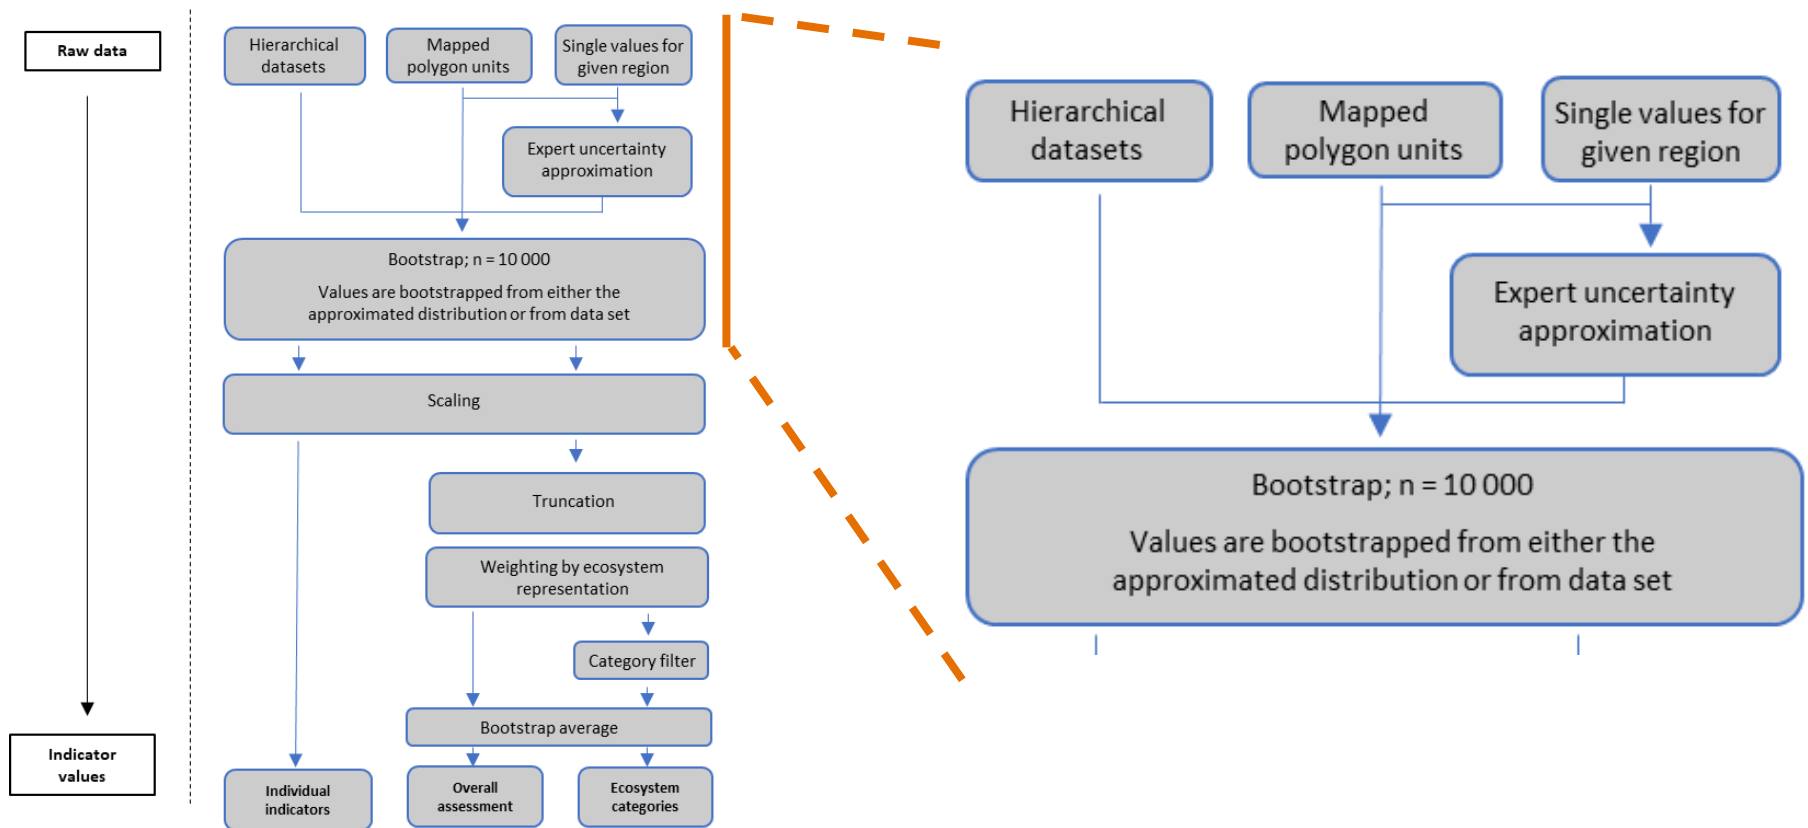 Raw data
Hierarchical
datasets
Mapped
polygon units
Single values for
given region
Expert uncertainty
approximation
Bootstrap; n = 10 000
Values are bootstrapped from either the
approximated distribution or from data set
Scaling
Truncation
Weighting by ecosystem
representation
Category filter
Bootstrap average
Indicator
values
Individual
indicators
Overall
assessment
Ecosystem
categories
Hierarchical
datasets
Mapped
polygon units
Single values for
given region
Expert uncertainty
approximation
Bootstrap; n = 10 000
Values are bootstrapped from either the
approximated distribution or from data set